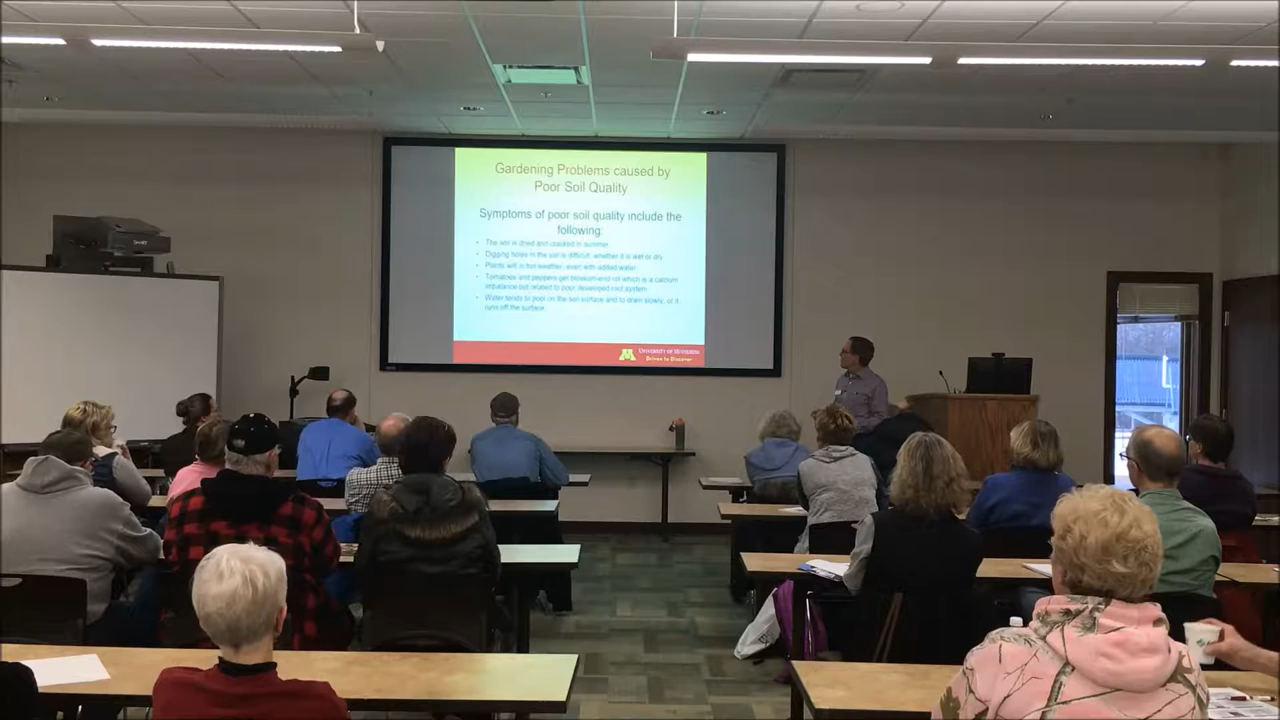 Gardening Problems caused by
Poor Soil Quality
Symptoms of poor soil quality include the
following:
• The soil is dried and cracked in summer.
• Digging holes in the soil is difficult, whether it is wet or dry.
• Plants wilt in hot weather, even with added water.
• Tomatoes and peppers get blossom-end rot which is a calcium
imbalance but related to poor developed root system.
• Water tends to pool on the soil surface and to drain slowly, or it
runs off the surface.
UNIVERSITY OF MINNESOTA
Driven to Discover